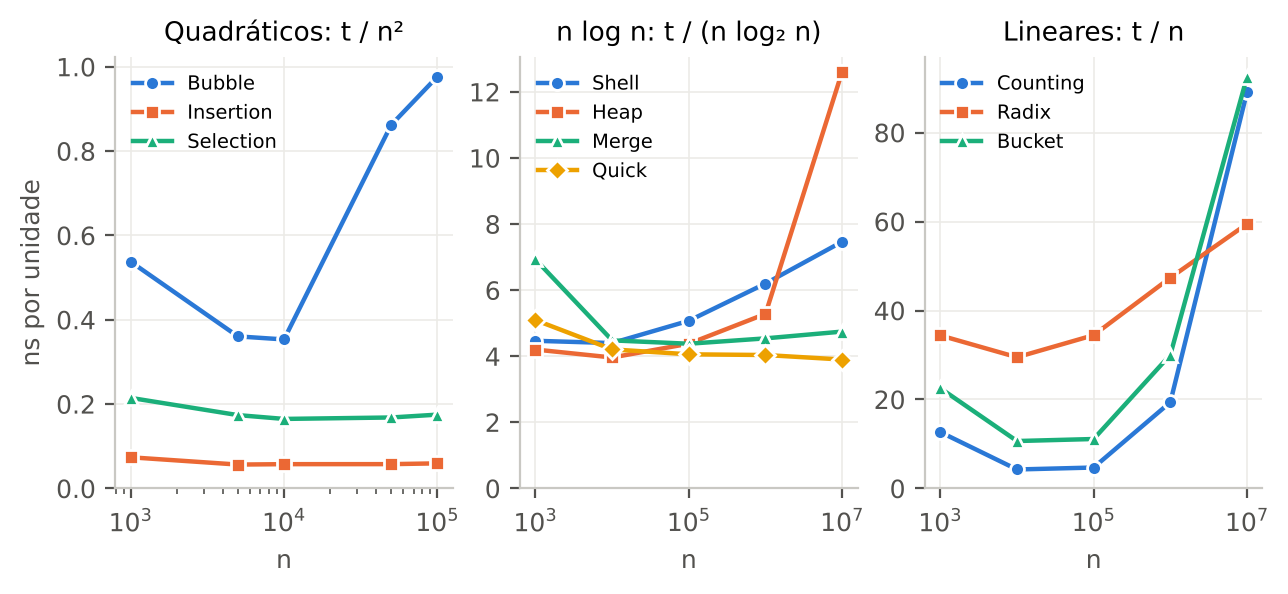 Quadráticos: t / n²
ns por unidade
1.0
0.8
0.6
0.4
0.2
0.0
Bubble
Insertion
Selection
10³
10⁴
10⁵
n
n log n: t / (n log₂ n)
12
10
8
6
4
2
0
Shell
Heap
Merge
Quick
10³
10⁵
10⁷
n
Lineares: t / n
80
60
40
20
0
Counting
Radix
Bucket
10³
10⁵
10⁷
n